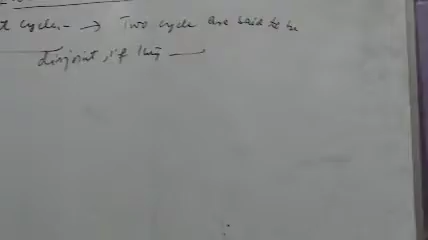 t cycle. - → Two cycle are said to be
disjoint, if they ——